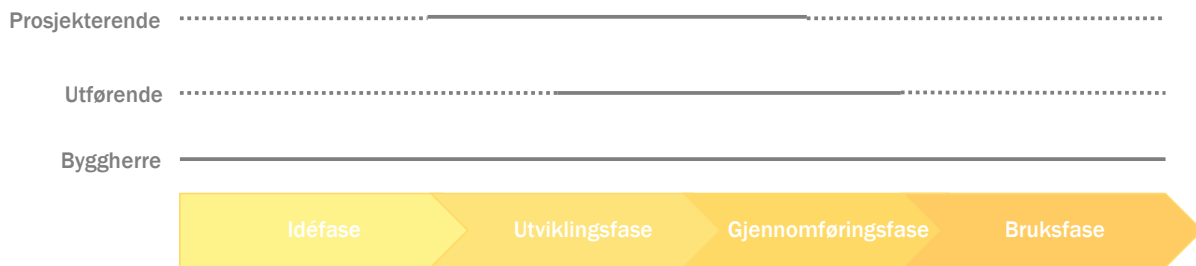 Prosjekterende
Utførende
Byggherre
Idéfase Utviklingsfase Gjennomføringsfase Bruksfase